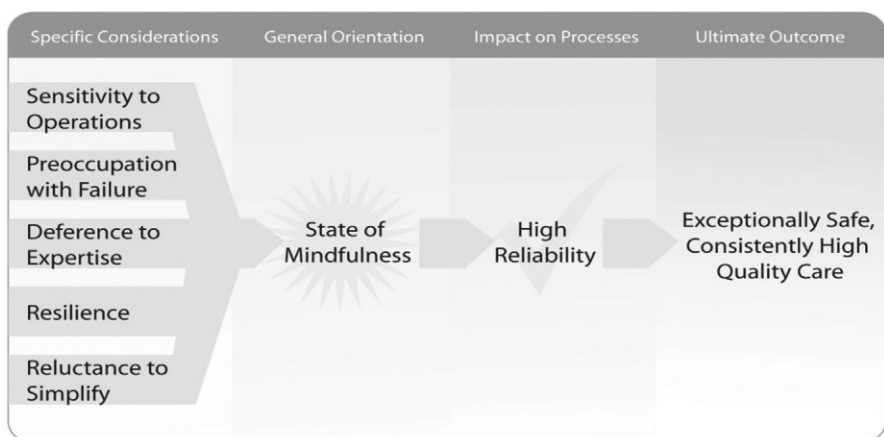 Specific Considerations
General Orientation
Impact on Processes
Ultimate Outcome
Sensitivity to
Operations
Preoccupation
with Failure
Deference to
Expertise
Resilience
Reluctance to
Simplify
State of
Mindfulness
High
Reliability
Exceptionally Safe,
Consistently High
Quality Care